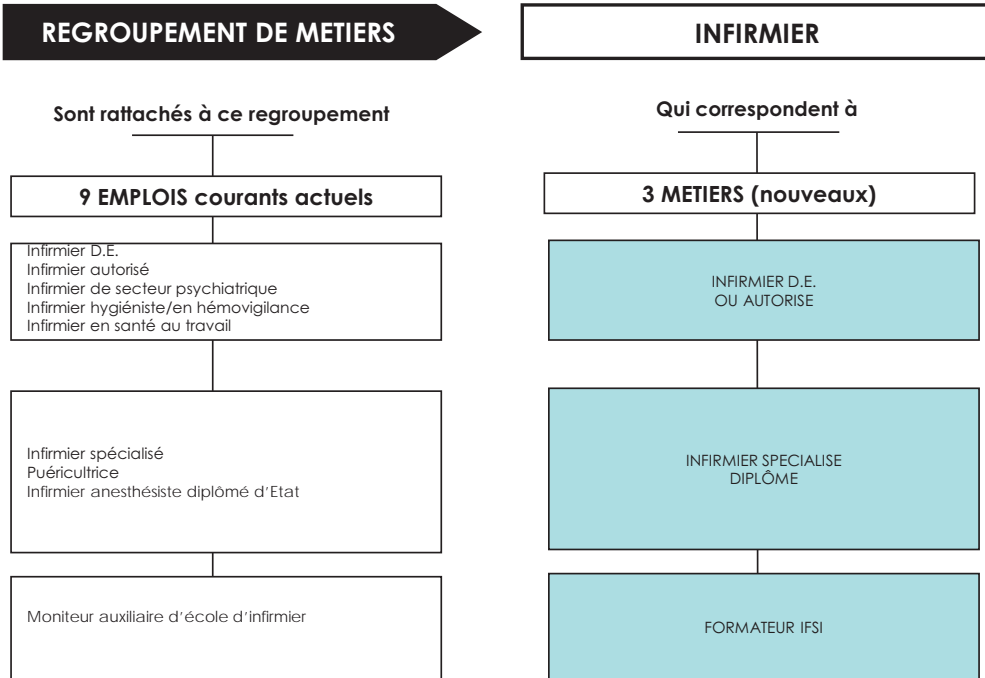 REGROUPEMENT DE METIERS
INFIRMIER
Sont rattachés à ce regroupement
Qui correspondent à
9 EMPLOIS courants actuels
3 METIERS (nouveaux)
Infirmier D.E.
Infirmier autorisé
Infirmier de secteur psychiatrique
Infirmier hygiéniste/en hémovigilance
Infirmier en santé au travail
INFIRMIER D.E.
OU AUTORISE
Infirmier spécialisé
Puéricultrice
Infirmier anesthésiste diplômé d'Etat
INFIRMIER SPECIALISE
DIPLÔME
Moniteur auxiliaire d'école d'infirmier
FORMATEUR IFSI